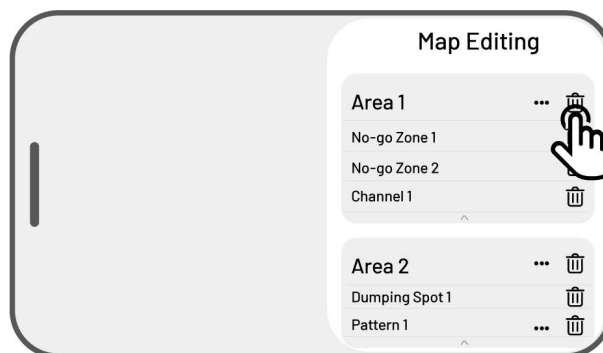 Map Editing
Area 1
No-go Zone 1
No-go Zone 2
Channel 1
Area 2
Dumping Spot 1
Pattern 1